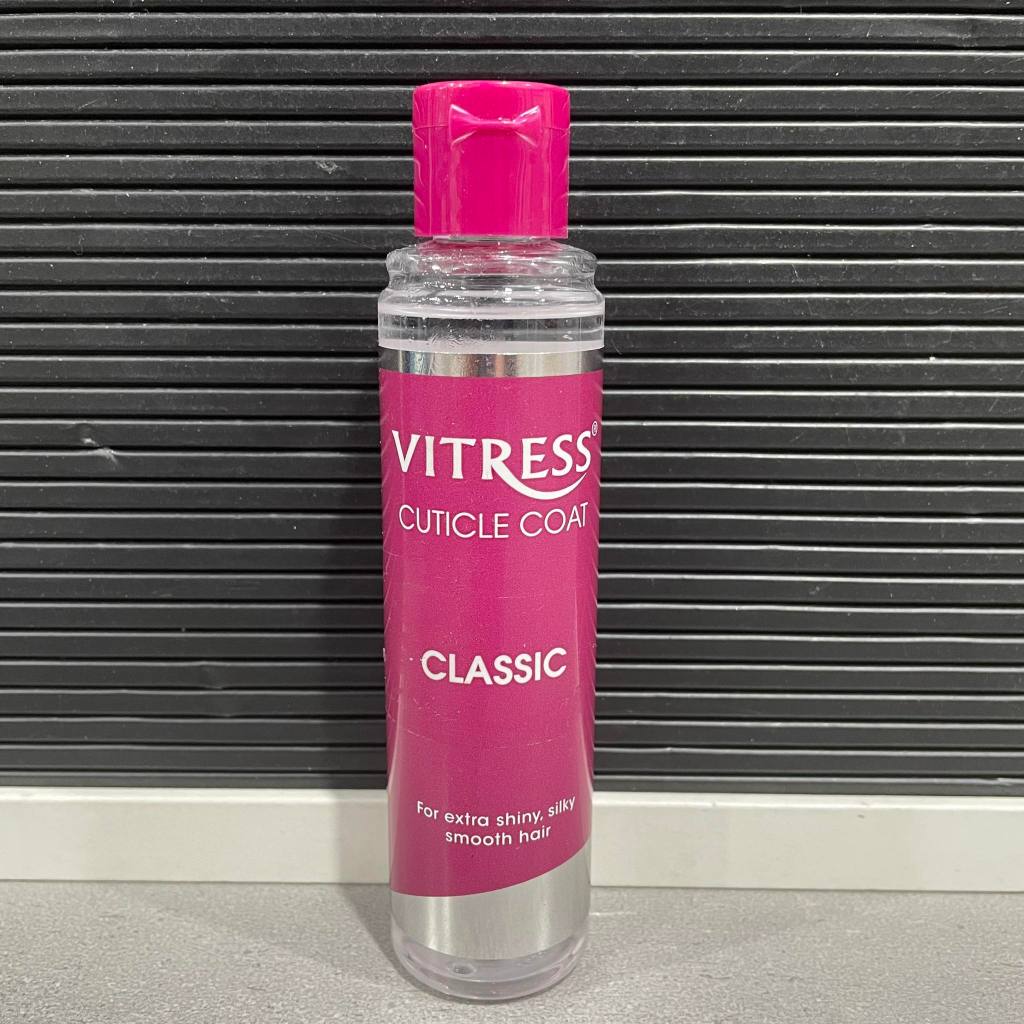 VITRESS®
CUTICLE COAT
CLASSIC
For extra shiny, silky
smooth hair